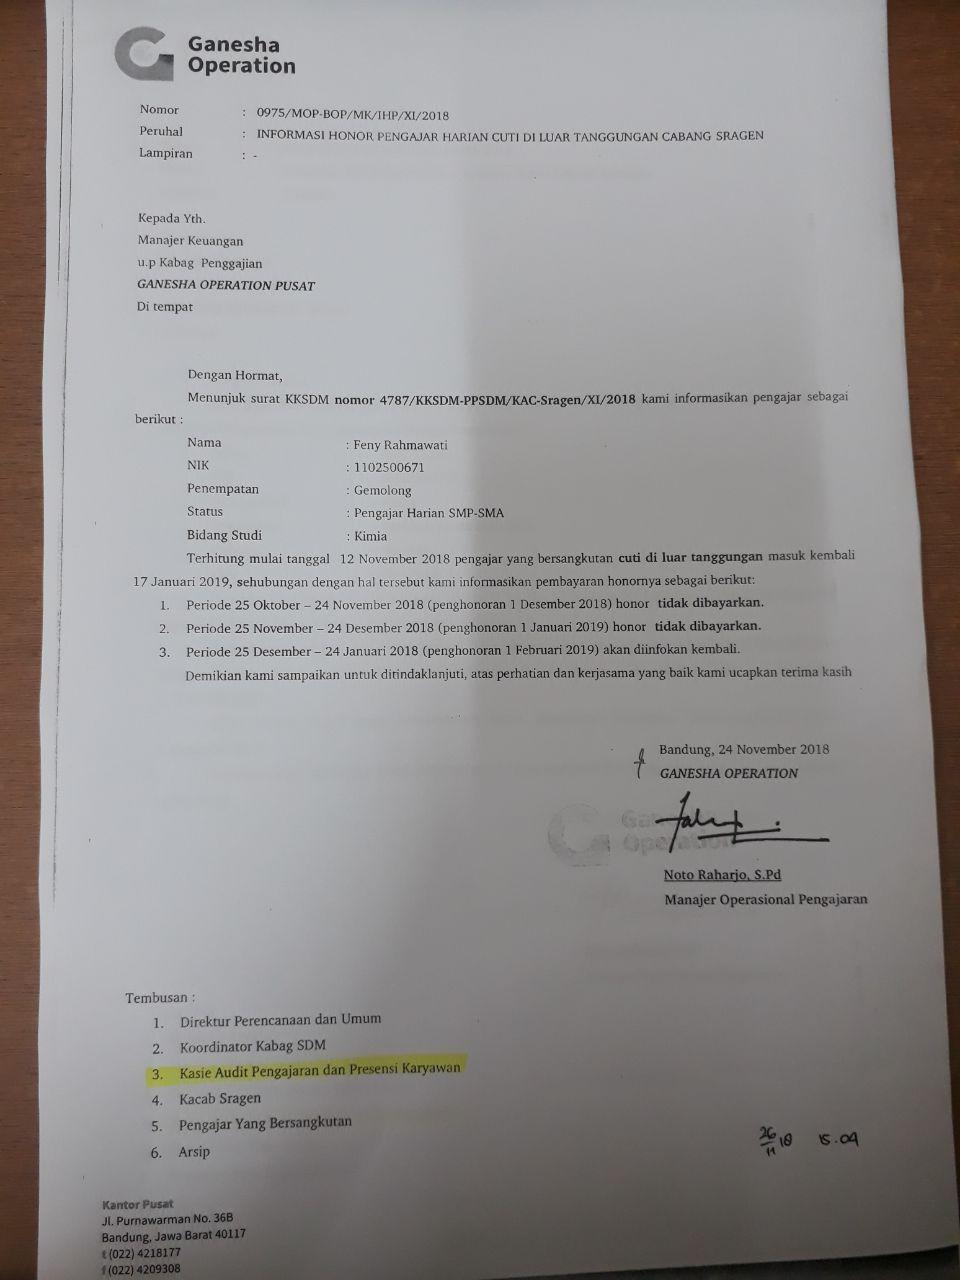 Ganesha
Operation
Nomor : 0975/MOP-BOP/MK/IHP/XI/2018
Peruhal : INFORMASI HONOR PENGAJAR HARIAN CUTI DI LUAR TANGGUNGAN CABANG SRAGEN
Lampiran : -
Kepada Yth.
Manajer Keuangan
u.p Kabag Penggajian
GANESHA OPERATION PUSAT
Di tempat
Dengan Hormat,
Menunjuk surat KKSDM nomor 4787/KKSDM-PPSDM/KAC-Sragen/XI/2018 kami informasikan pengajar sebagai
berikut :
Nama : Feny Rahmawati
NIK : 1102500671
Penempatan : Gemolong
Status : Pengajar Harian SMP-SMA
Bidang Studi : Kimia
Terhitung mulai tanggal 12 November 2018 pengajar yang bersangkutan cuti di luar tanggungan masuk kembali
17 Januari 2019, sehubungan dengan hal tersebut kami informasikan pembayaran honornya sebagai berikut:
1. Periode 25 Oktober – 24 November 2018 (penghonoran 1 Desember 2018) honor tidak dibayarkan.
2. Periode 25 November – 24 Desember 2018 (penghonoran 1 Januari 2019) honor tidak dibayarkan.
3. Periode 25 Desember – 24 Januari 2018 (penghonoran 1 Februari 2019) akan diinfokan kembali.
Demikian kami sampaikan untuk ditindaklanjuti, atas perhatian dan kerjasama yang baik kami ucapkan terima kasih
Bandung, 24 November 2018
GANESHA OPERATION
Ganesha
Operation
Noto Raharjo, S.Pd
Manajer Operasional Pengajaran
Tembusan :
1. Direktur Perencanaan dan Umum
2. Koordinator Kabag SDM
3. Kasie Audit Pengajaran dan Presensi Karyawan
4. Kacab Sragen
5. Pengajar Yang Bersangkutan
6. Arsip
26/11 18 15.09
Kantor Pusat
Jl. Purnawarman No. 36B
Bandung, Jawa Barat 40117
t (022) 4218177
f (022) 4209308